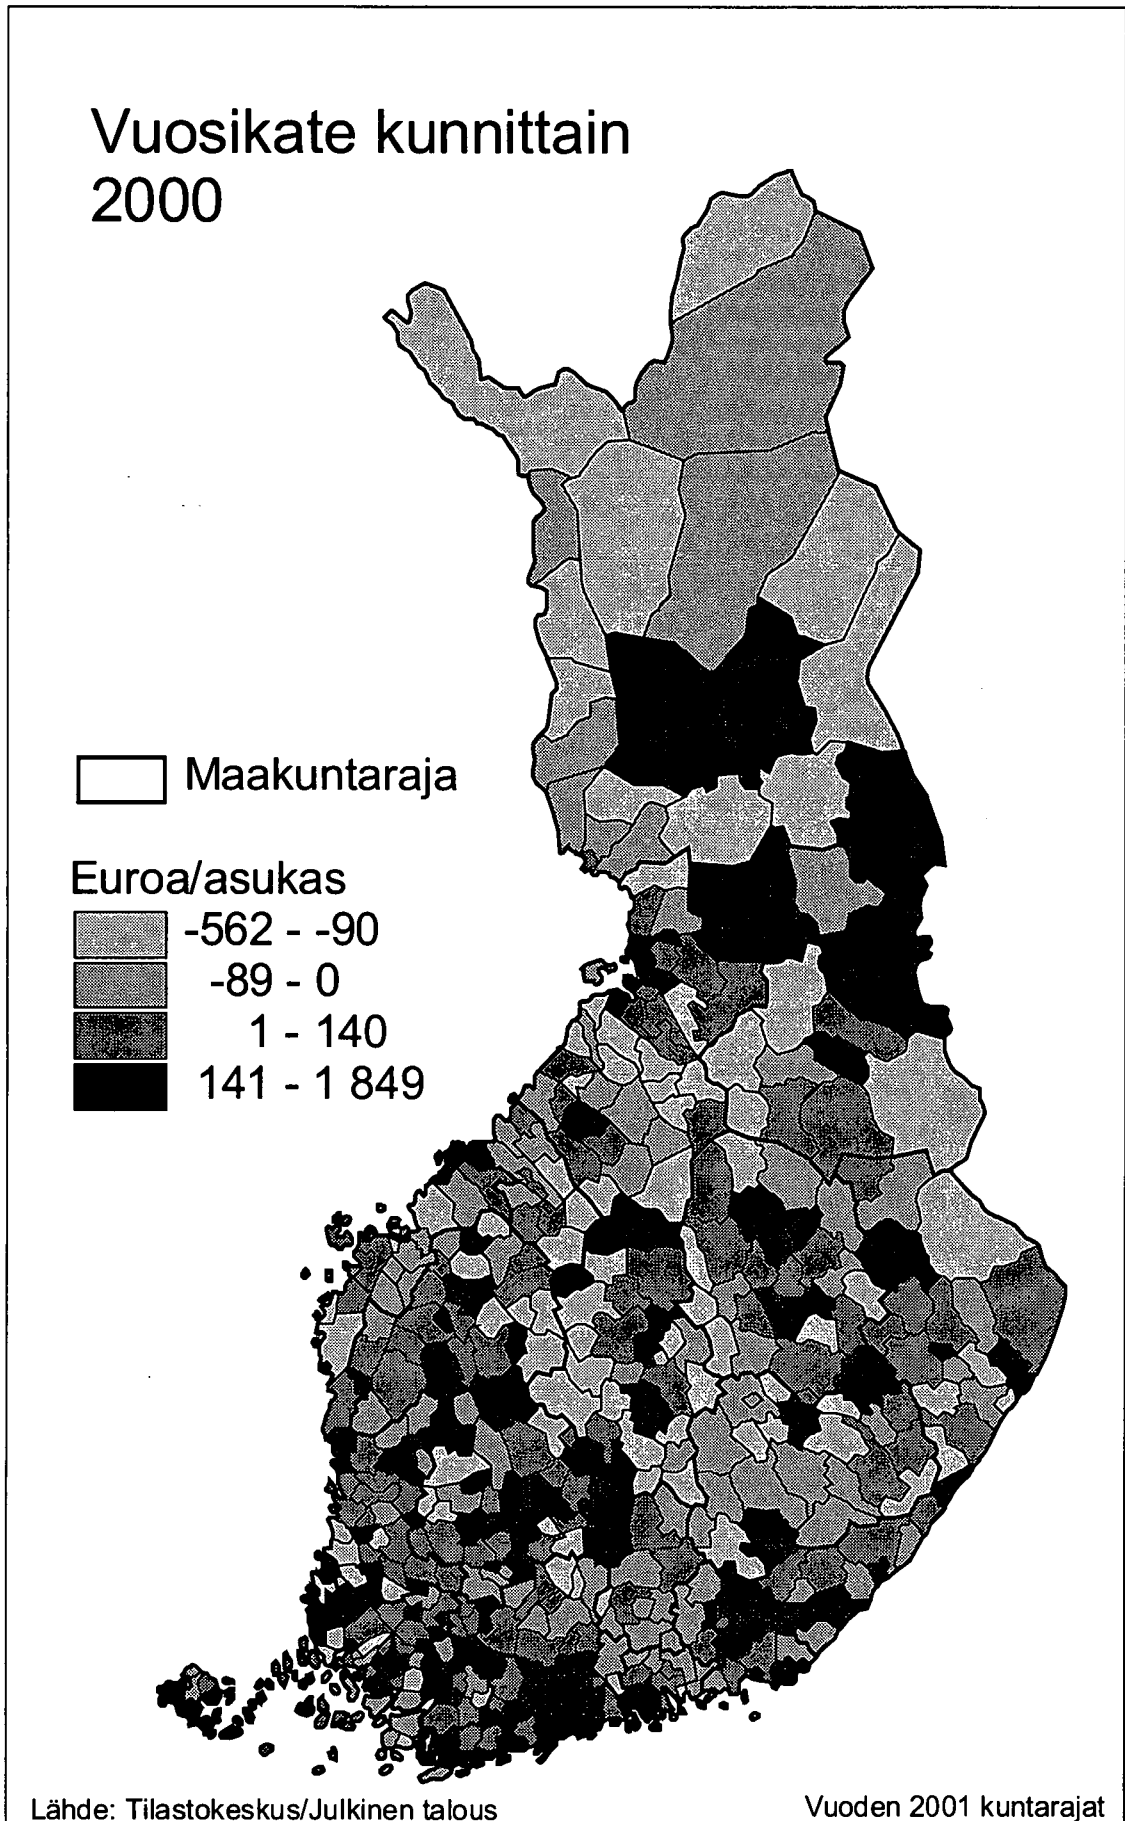 Vuosikate kunnittain
2000
Maakuntaraja
Euroa/asukas
-562 - -90
-89 - 0
1 - 140
141 - 1 849
Lähde: Tilastokeskus/Julkinen talous
Vuoden 2001 kuntarajat